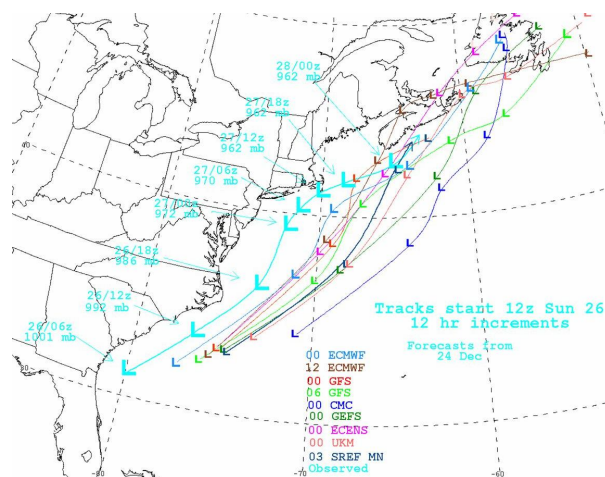 28/00z
962 mb
27/18z
962 mb
27/12z
962 mb
27/06z
970 mb
972 mb
26/18z
986 mb
26/12z
992 mb
26/06z
1001 mb
Tracks start 12z Sun 26
12 hr increments
Forecasts from
24 Dec
00 ECMWF
12 ECMWF
00 GFS
06 GFS
00 CMC
00 GEFS
00 ECENS
00 UKM
03 SREF MN
Observed
-80
-70
-60